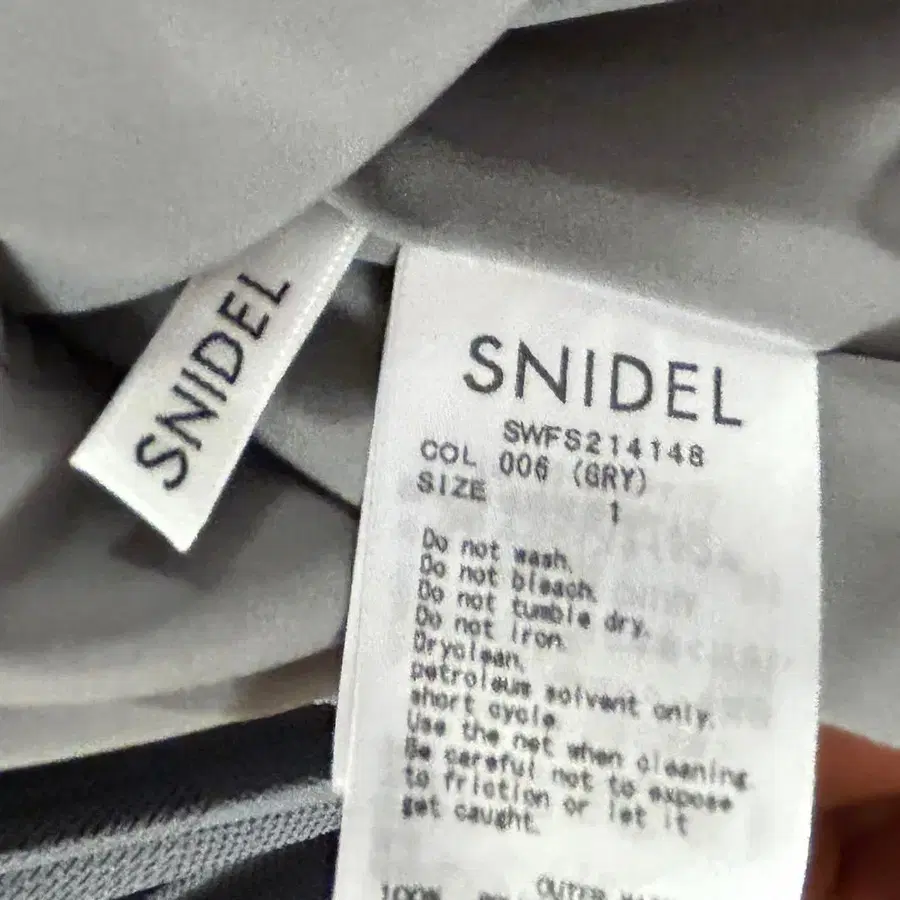 SNIDEL
SNIDEL
SWFS214148
COL 006 (GRY)
SIZE 1
Do not wash.
Do not bleach.
Do not tumble dry.
Do not iron.
Dryclean.
petroleum solvent only.
short cycle.
Use the net when cleaning
Be careful not to expose
to friction or let it
get caught.
OUTER
100%